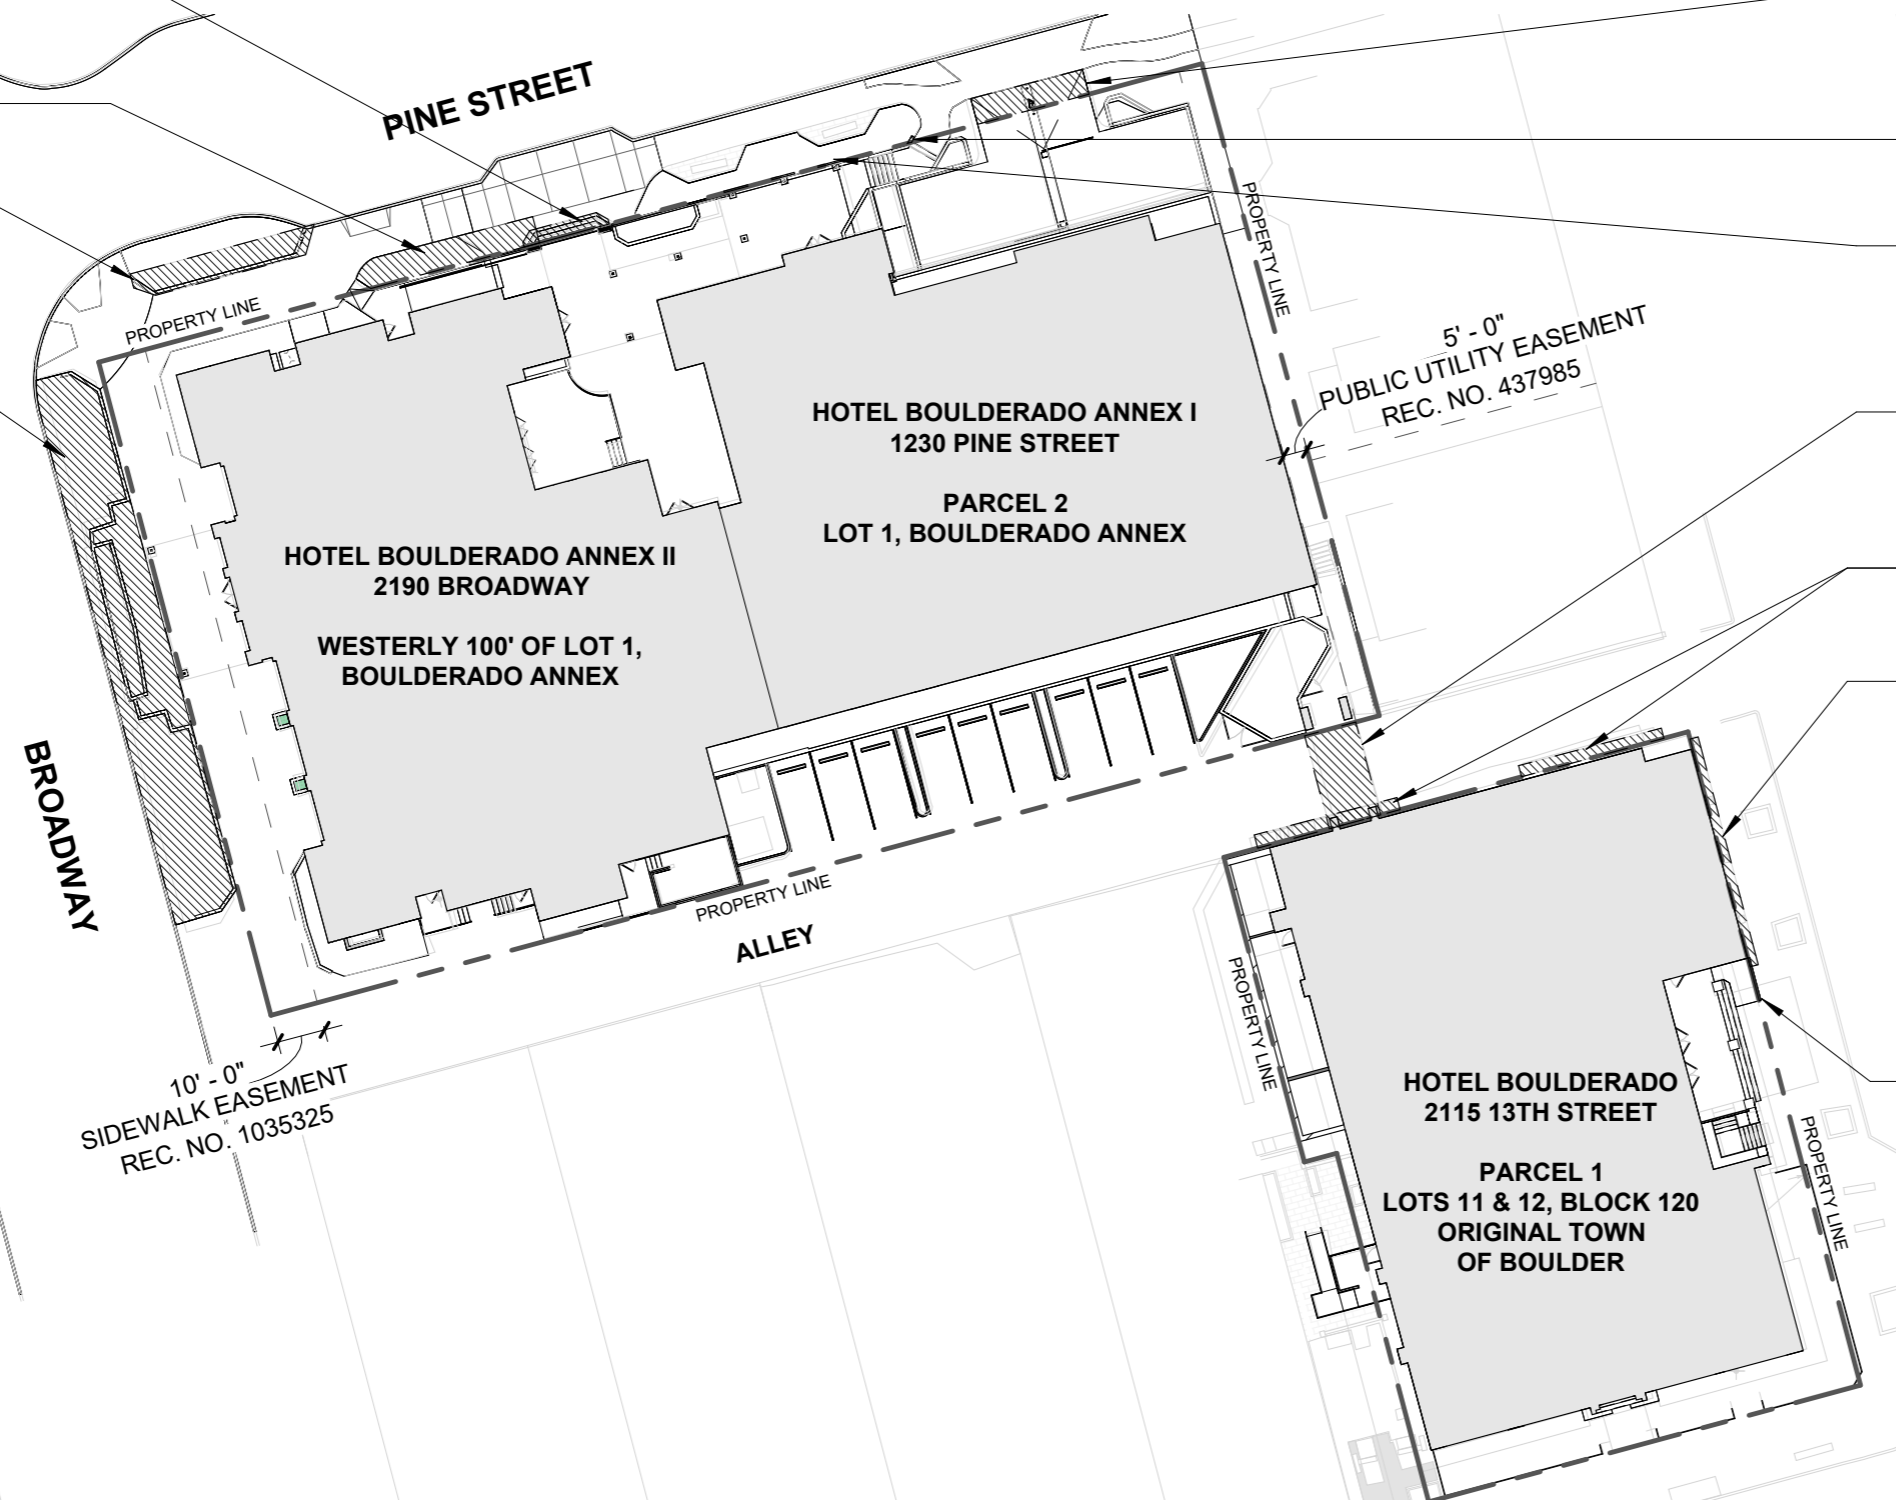 PINE STREET
PROPERTY LINE
PROPERTY LINE
5' - 0"
PUBLIC UTILITY EASEMENT
REC. NO. 437985
HOTEL BOULDERADO ANNEX I
1230 PINE STREET
PARCEL 2
LOT 1, BOULDERADO ANNEX
HOTEL BOULDERADO ANNEX II
2190 BROADWAY
WESTERLY 100' OF LOT 1,
BOULDERADO ANNEX
BROADWAY
PROPERTY LINE
ALLEY
10' - 0"
SIDEWALK EASEMENT
REC. NO. 1035325
PROPERTY LINE
HOTEL BOULDERADO
2115 13TH STREET
PARCEL 1
LOTS 11 & 12, BLOCK 120
ORIGINAL TOWN
OF BOULDER
PROPERTY LINE